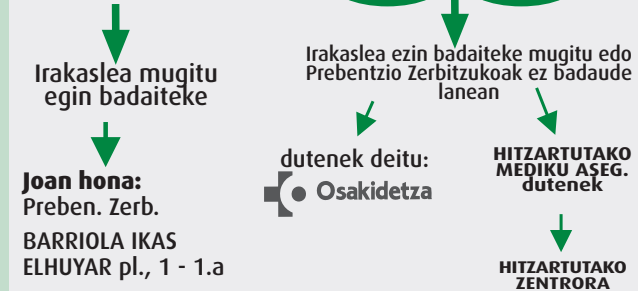 Irakaslea mugitu
egin badaiteke
Joan hona:
Preben. Zerb.
BARRIOLA IKAS
ELHUYAR pl., 1 - 1.a
Irakaslea ezin badaiteke mugitu edo
Prebentzio Zerbitzukoak ez badaude
lanean
dutenek deitu:
Osakidetza
HITZARTUTAKO
MEDIKU ASEG.
dutenek
HITZARTUTAKO
ZENTRORA